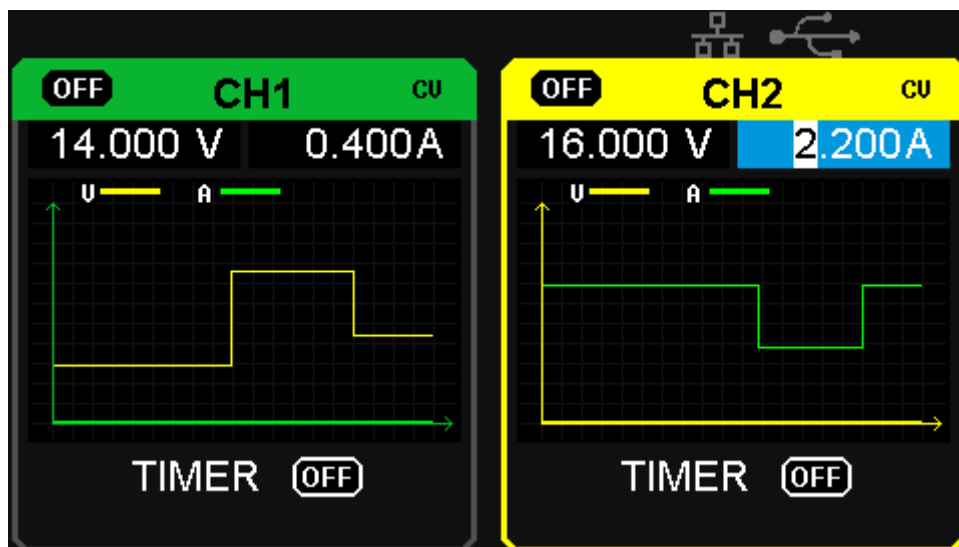 OFF CH1 CV
14.000 V 0.400A
V A
TIMER OFF
OFF CH2 CV
16.000 V 2.200A
V A
TIMER OFF